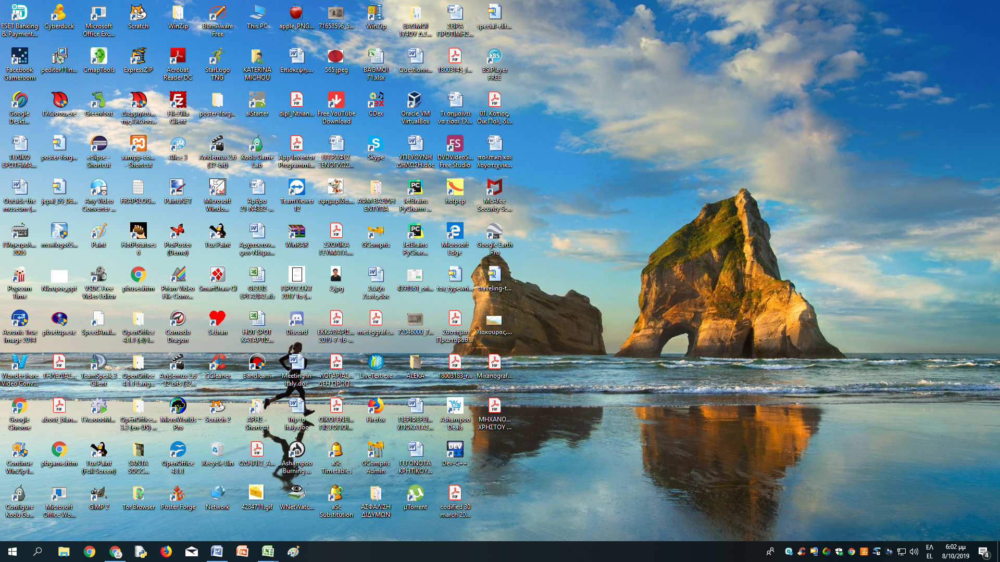 ESET Banking
& Payment...
Cyberduck
Microsoft
Office Exc...
Scratch
WinZip
BurnAware
Free
This PC
apple_PNG...
71658596_5...
WinZip
ΒΑΘΜΟΙ
174ΟΥ Δ.Σ...
ΣΕΙΡΑ
ΠΡΟΤΙΜΗΣ...
special-elit...
Facebook
Gameroom
peditor11in...
CmapTools
ExpressZIP
Acrobat
Reader DC
StarLogo
TNG
KATERINA
MICHOU
Επίσκεψη....
565.jpeg
ΒΑΘΜΟΙ
Γ1.xlsx
Questionn...
18003145_f...
BS.Player
FREE
Google
Deskt...
Γλώσσα.exe
Greenfoot
Διερμηνευ...
της Γλώσσ...
FileZilla
Client
poster-forg...
aiStarter
dipl_Ntrian...
Free YouTube
Download
CDex
Oracle VM
VirtualBox
Τι σημαίνει
να είσαι Έλ...
01. Κότιος,
Οικ Πολ, δι...
ΤΕΛΙΚΟ
ΕΡΩΤΗΜΑ...
poster-forg...
eclipse -
Shortcut
xampp-co...
- Shortcut
Alice 3
Avidemux 2.6
(32-bit)
Kodu Game
Lab
App Inventor
Programmi...
ΕΓΓΡΑΦΕΣ
ΞΕΝΟΓΛΩΣ...
Skype
ΥΠΕΥΘΥΝΗ
ΔΗΛΩΣΗ.doc
DVDVideoS...
Free Studio
πολιτική και
λογοτεχνικ...
Outside the
museum (...
jepal_09_06...
Any Video
Converter ...
FRAPSLOG...
Paint.NET
Microsoft
Windo...
Άρθρο
21-Ν4332-...
TeamViewer
12
εφημερίδα....
ΑΦΜ ΒΑΣΙΛΗ
ΕΝΤΥΠΑ
JetBrains
PyCharm ...
hotpep
McAfee
Security Sc...
Πληκτρολ...
2005
mswlogo65...
Paint
HotPotatoes
6
ProPoster
(Demo)
Tux Paint
Αρχιτεκτον...
φον Νόιμα...
WinRAR
ΣΧΟΛΙΚΑ
ΓΕΥΜΑΤΑ....
GCompris
JetBrains
PyChar...
Microsoft
Edge
Google Earth
Pro
Popcorn
Time
Νίσυρος.ppt
VSDC Free
Video Editor
pbuser.htm
Prism Video
File Conv...
SmartDraw CI
ΘΕΣΕΙΣ
ΕΡΓΑΣΙΑΣ.xls
ΠΡΟΤΖΕΚΤ
2017 1ο (...
2.jpg
Σώζει
Ζωές.doc
4391861_ori...
tox_typewri...
traveling-t...
Acronis True
Image 2014
pbsetup.exe
SpeedAnal...
OpenOffice
4.1.1 (el) I...
Comodo
Dragon
Sebran
HOT SPOT
ΚΑΤΑΡΤΙΣ...
Discord
ΕΚΚΑΘΑΡΙΣ...
2019-7-16-...
meteggrafe...
72046000_7...
Συστημα
Πρωτοβαθ...
λιακουρας....
Wondershare
Video Conv...
ΤΗΛΕΔΙΑΣ...
TeamSpeak 3
Client
OpenOffice
4.1.1 Lang...
Avidemux 2.6
- 32 bits (32...
CCleaner
Bandicam
Meeting in
Italy.doc
ΛΟΓΑΡΙΑΣ...
ΔΕΗ.ΩΡΩΠ...
LiveText.exe
ALEKA
18003183_r...
Mixanograf...
Google
Chrome
about_blan...
ΓλωσσοΜ...
OpenOffice...
3.3 (en-US) ...
MicroWorlds
Pro
Scratch 2
ΑΡΗΣ -
Shortcut
Trip to
Italy.doc
ΟΙΚΟΓΕΝΕΙ...
ΠΙΣΤΟΠΟΙ...
Firefox
ΠΕΡΙΦΕΡΕΙ...
ΥΠΟΚΑΤΑΣ...
Ashampoo
Deals
ΜΗΧΑΝΟ...
ΧΡΗΣΤΟΥ ...
Continue
WinZip I...
pbgame.htm
Tux Paint
(Full Screen)
SANTA
SOCC...
OpenOffice
4.1.1
Recycle Bin
ΟΔΗΓΙΕΣ_Α...
Ashampoo
Burning ...
aSc
Timetables
GCompris
Admin
ΓΕΓΟΝΟΤΑ
ΚΡΗΤΙΚΟΥ...
Dev-C++
Configure
Kodu Ga...
Microsoft
Office Wo...
GIMP 2
Tor Browser
Poster Forge
Network
4284711.gif
WNetWatc...
aSc
Substitution
ΑΣΦΑΛΙΣΗ
ΔΙΔΥΜΩΝ
μTorrent
codified 30
march 20...
ΕΛ
EL
6:02 μμ
8/10/2019
4